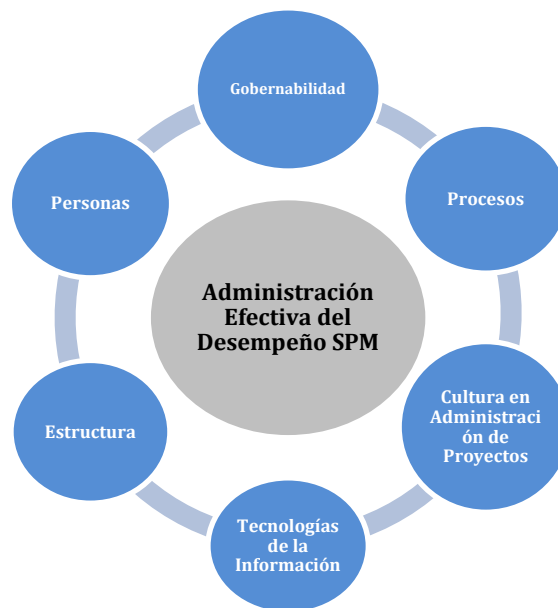 Gobernabilidad
Personas
Procesos
Administración
Efectiva del
Desempeño SPM
Estructura
Cultura en
Administraci
ón de
Proyectos
Tecnologías
de la
Información